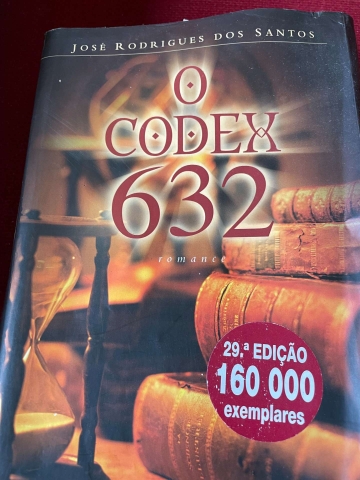 JOSÉ RODRIGUES DOS SANTOS
O
CODEX
632
romance
29.ª EDIÇÃO
160 000
exemplares